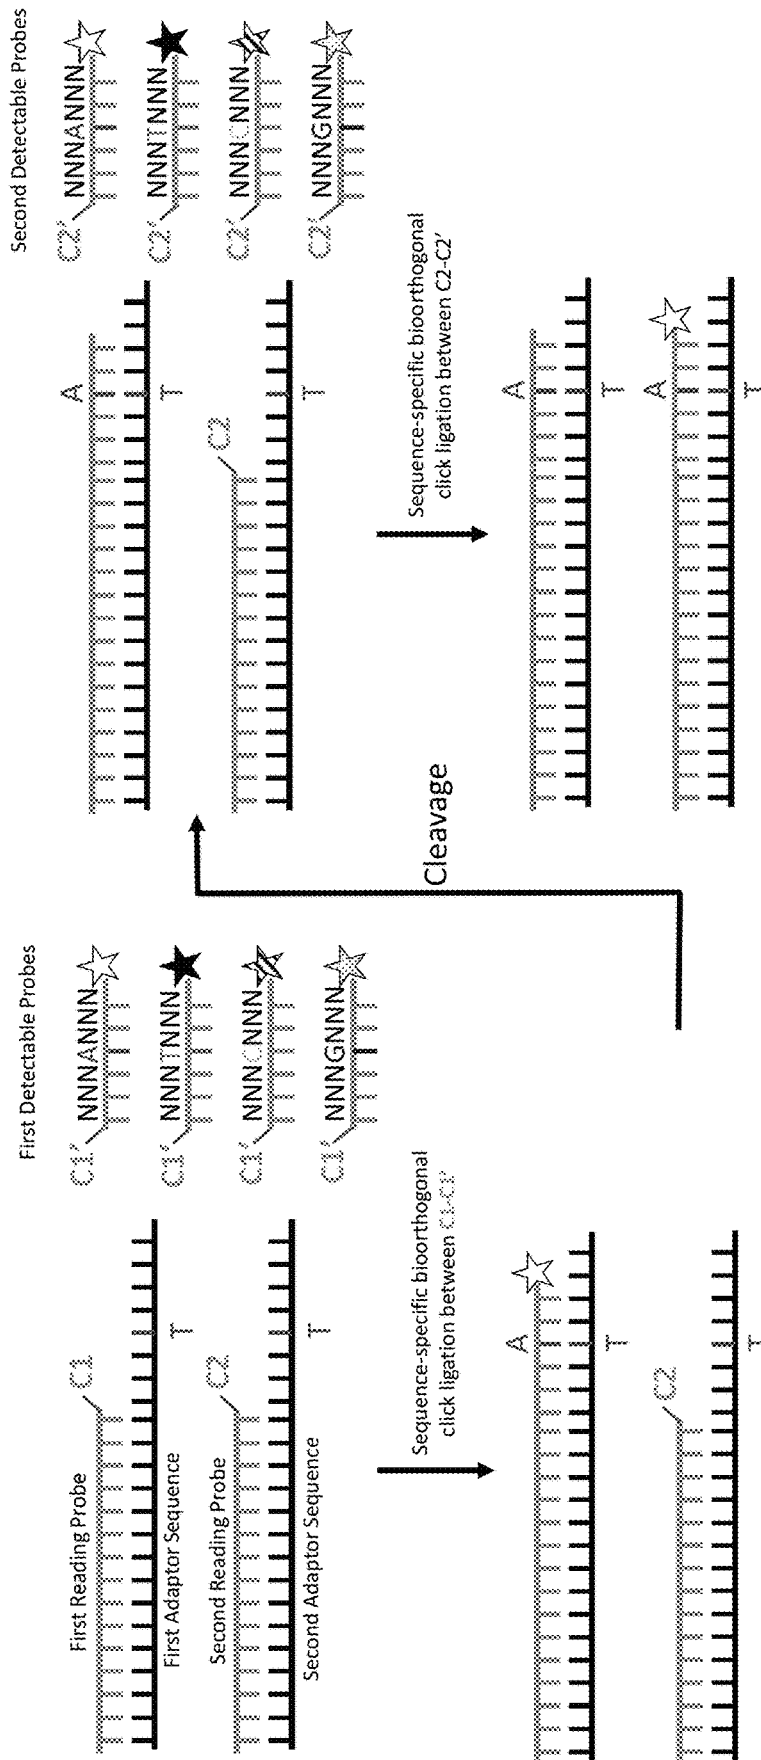 First Detectable Probes
First Reading Probe
C1
First Adaptor Sequence
T
C1' NNNANNN
C1' NNNTNNN
Second Reading Probe
C2
Second Adaptor Sequence
T
C1' NNNCNNN
C1' NNNGNNN
Sequence-specific bioorthogonal
click ligation between C1-C1'
A
T
C2
T
Cleavage
Second Detectable Probes
A
T
C2' NNNANNN
C2' NNNTNNN
C2
T
C2' NNNCNNN
C2' NNNGNNN
Sequence-specific bioorthogonal
click ligation between C2-C2'
A
T
A
T